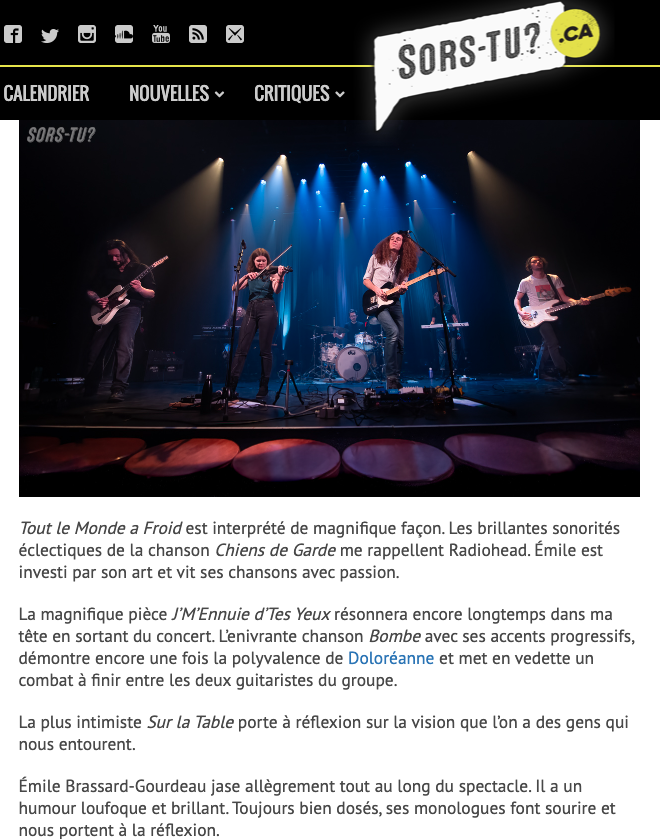 You Tube
SORS-TU?
.CA
CALENDRIER
NOUVELLES
CRITIQUES
SORS-TU?
Tout le Monde a Froid est interprété de magnifique façon. Les brillantes sonorités
éclectiques de la chanson Chiens de Garde me rappellent Radiohead. Émile est
investi par son art et vit ses chansons avec passion.
La magnifique pièce J’M’Ennuie d’Tes Yeux résonnera encore longtemps dans ma
tête en sortant du concert. L’enivrante chanson Bombe avec ses accents progressifs,
démontre encore une fois la polyvalence de Doloréanne et met en vedette un
combat à finir entre les deux guitaristes du groupe.
La plus intimiste Sur la Table porte à réflexion sur la vision que l’on a des gens qui
nous entourent.
Émile Brassard-Gourdeau jase allègrement tout au long du spectacle. Il a un
humour loufoque et brillant. Toujours bien dosés, ses monologues font sourire et
nous portent à la réflexion.